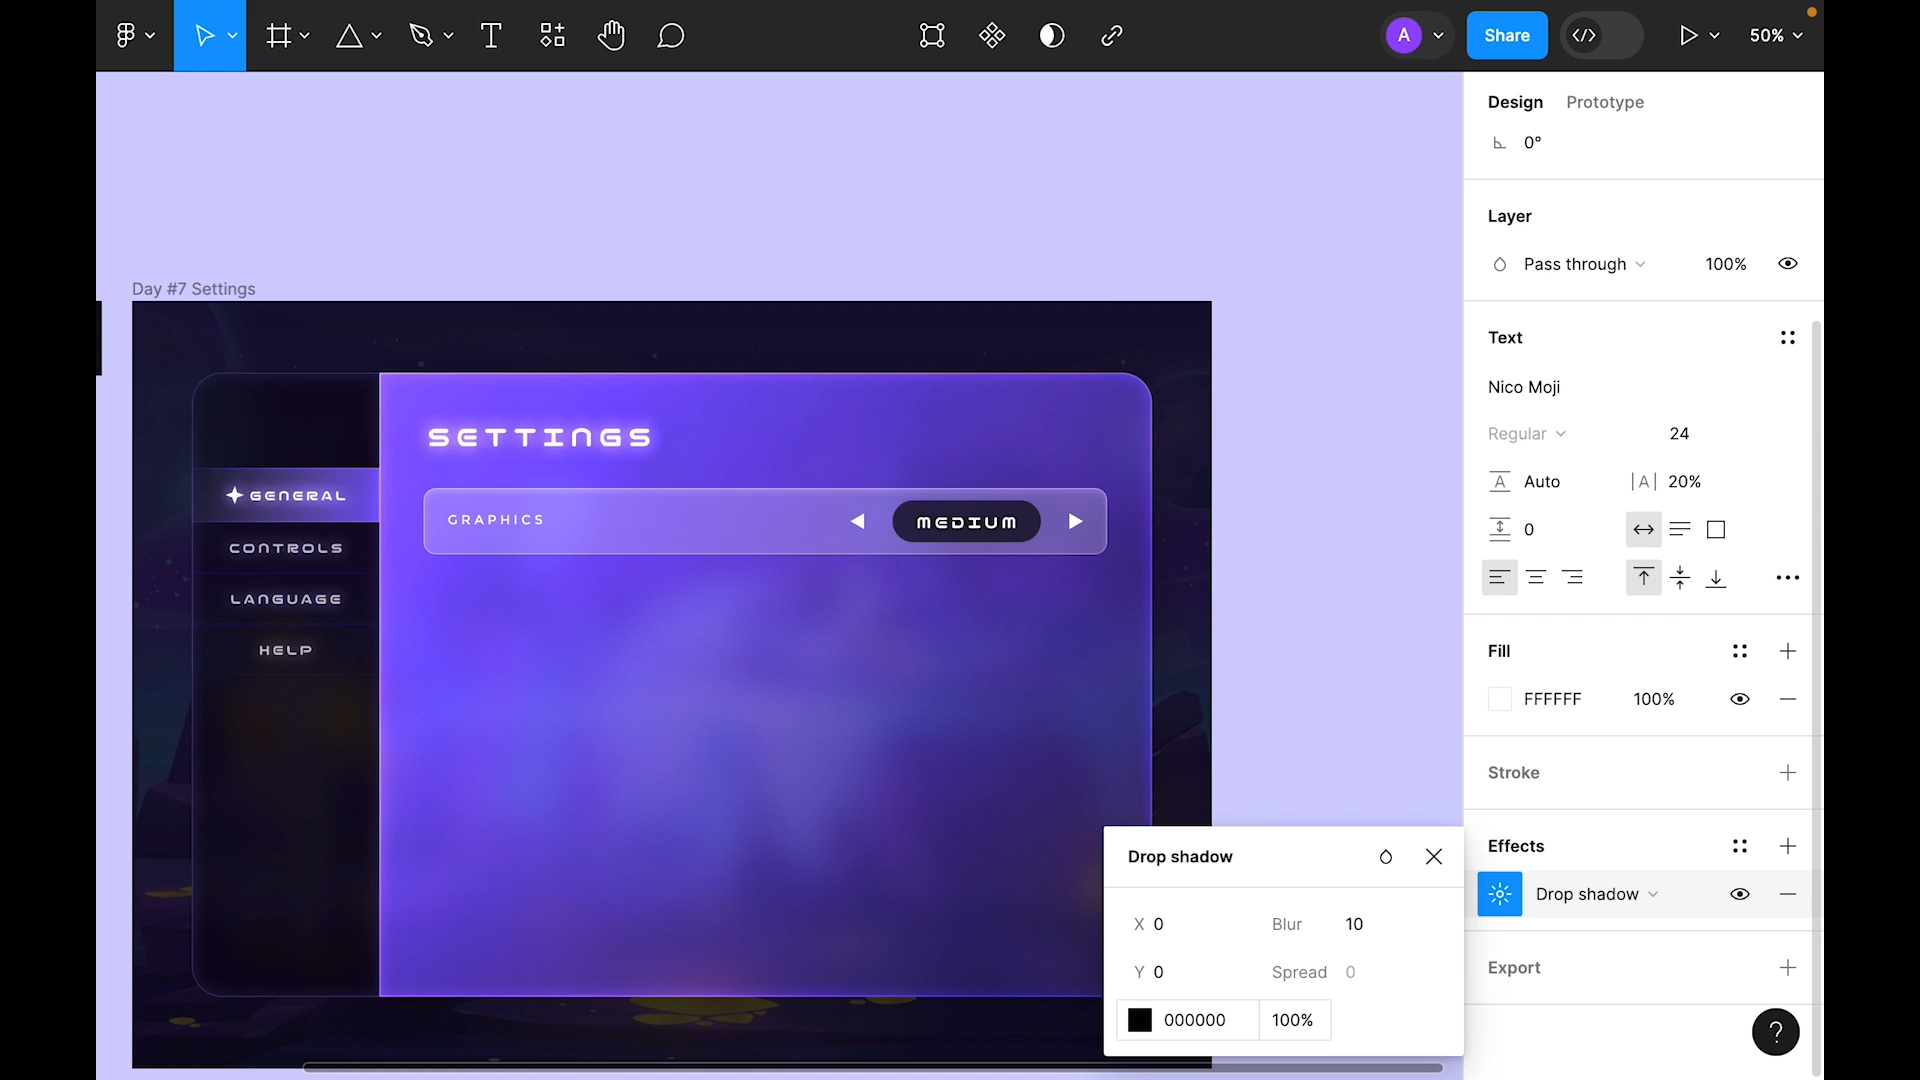 A
Share
50%
Design Prototype
0°
Layer
Pass through 100%
Text
Nico Moji
Regular 24
Auto |A| 20%
0
Fill
FFFFFF 100%
Stroke
Effects
Drop shadow
Export
?
Day #7 Settings
SETTINGS
GENERAL
CONTROLS
LANGUAGE
HELP
GRAPHICS
MEDIUM
Drop shadow
X 0 Blur 10
Y 0 Spread 0
000000 100%